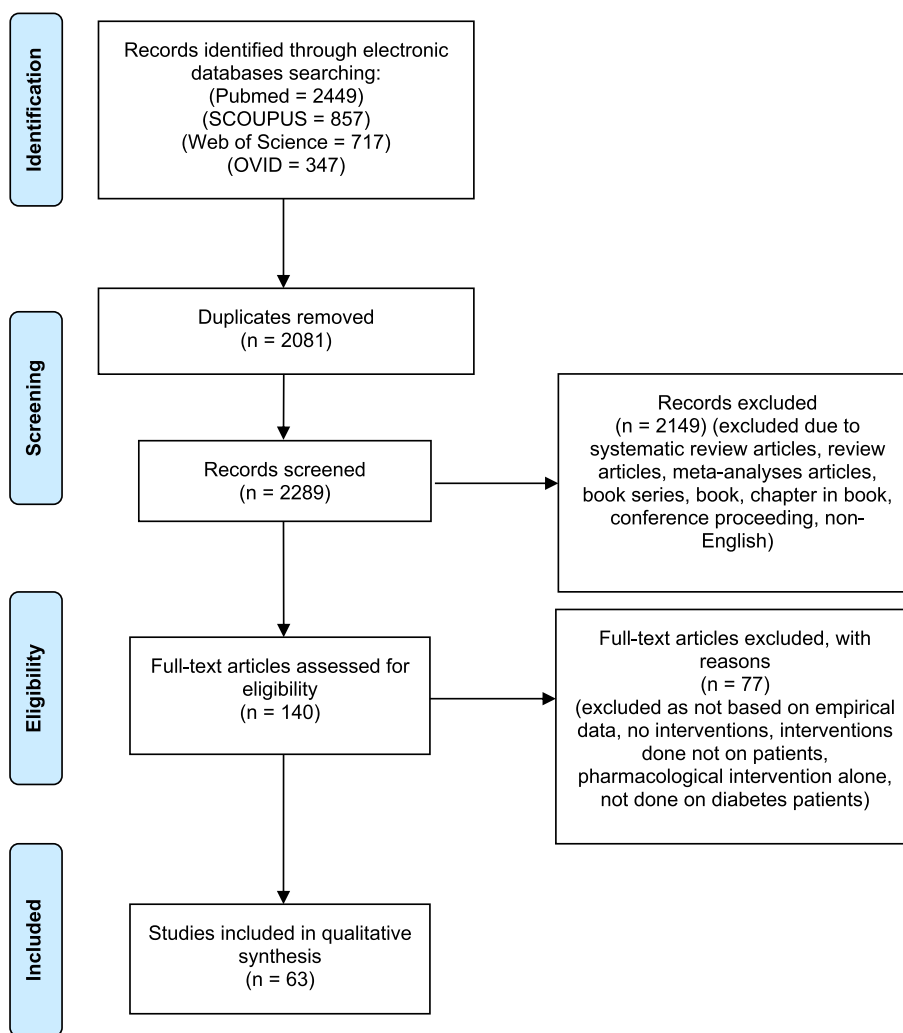 Identification
Records identified through electronic
databases searching:
(Pubmed = 2449)
(SCOUPUS = 857)
(Web of Science = 717)
(OVID = 347)
Screening
Duplicates removed
(n = 2081)
Records screened
(n = 2289)
Records excluded
(n = 2149) (excluded due to
systematic review articles, review
articles, meta-analyses articles,
book series, book, chapter in book,
conference proceeding, non-
English)
Eligibility
Full-text articles assessed for
eligibility
(n = 140)
Full-text articles excluded, with
reasons
(n = 77)
(excluded as not based on empirical
data, no interventions, interventions
done not on patients,
pharmacological intervention alone,
not done on diabetes patients)
Included
Studies included in qualitative
synthesis
(n = 63)